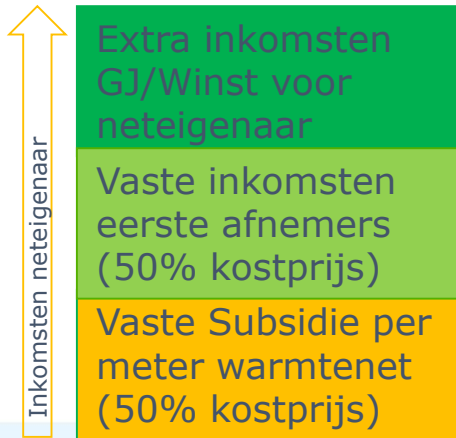 Inkomsten neteigenaar
Extra inkomsten
GJ/Winst voor
neteigenaar
Vaste inkomsten
eerste afnemers
(50% kostprijs)
Vaste Subsidie per
meter warmtenet
(50% kostprijs)